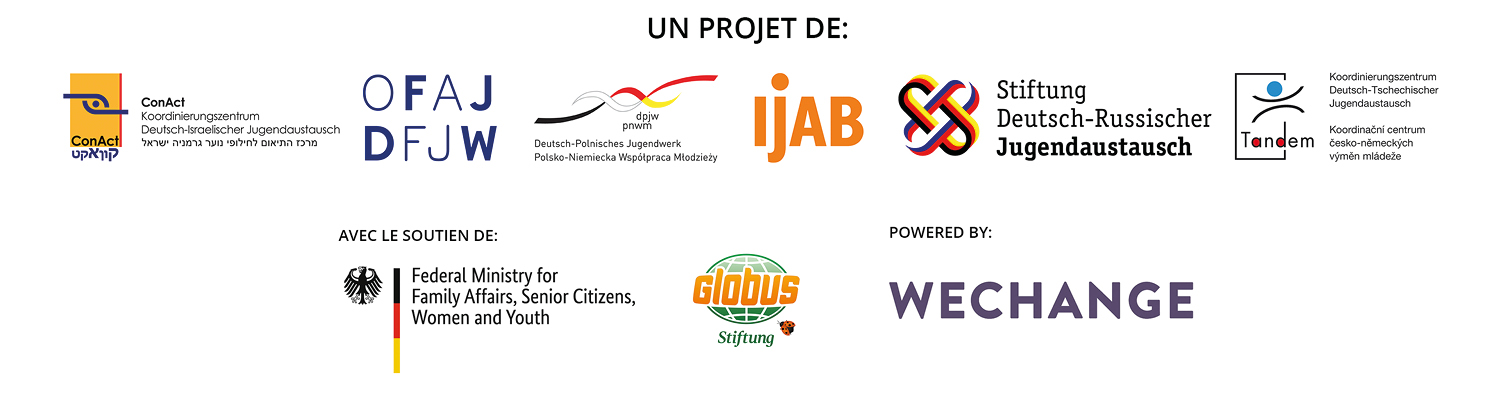 UN PROJET DE:
ConAct
קונאקט
ConAct
Koordinierungszentrum
Deutsch-Israelischer Jugendaustausch
מרכז התיאום לחילופי נוער גרמניה ישראל
OFAJ
DFJW
dpjw
pnwm
Deutsch-Polnisches Jugendwerk
Polsko-Niemiecka Współpraca Młodzieży
IjAB
Stiftung
Deutsch-Russischer
Jugendaustausch
Tandem
Koordinierungszentrum
Deutsch-Tschechischer
Jugendaustausch
Koordinační centrum
česko-německých
výměn mládeže
AVEC LE SOUTIEN DE:
Federal Ministry for
Family Affairs, Senior Citizens,
Women and Youth
Globus
Stiftung
POWERED BY:
WECHANGE